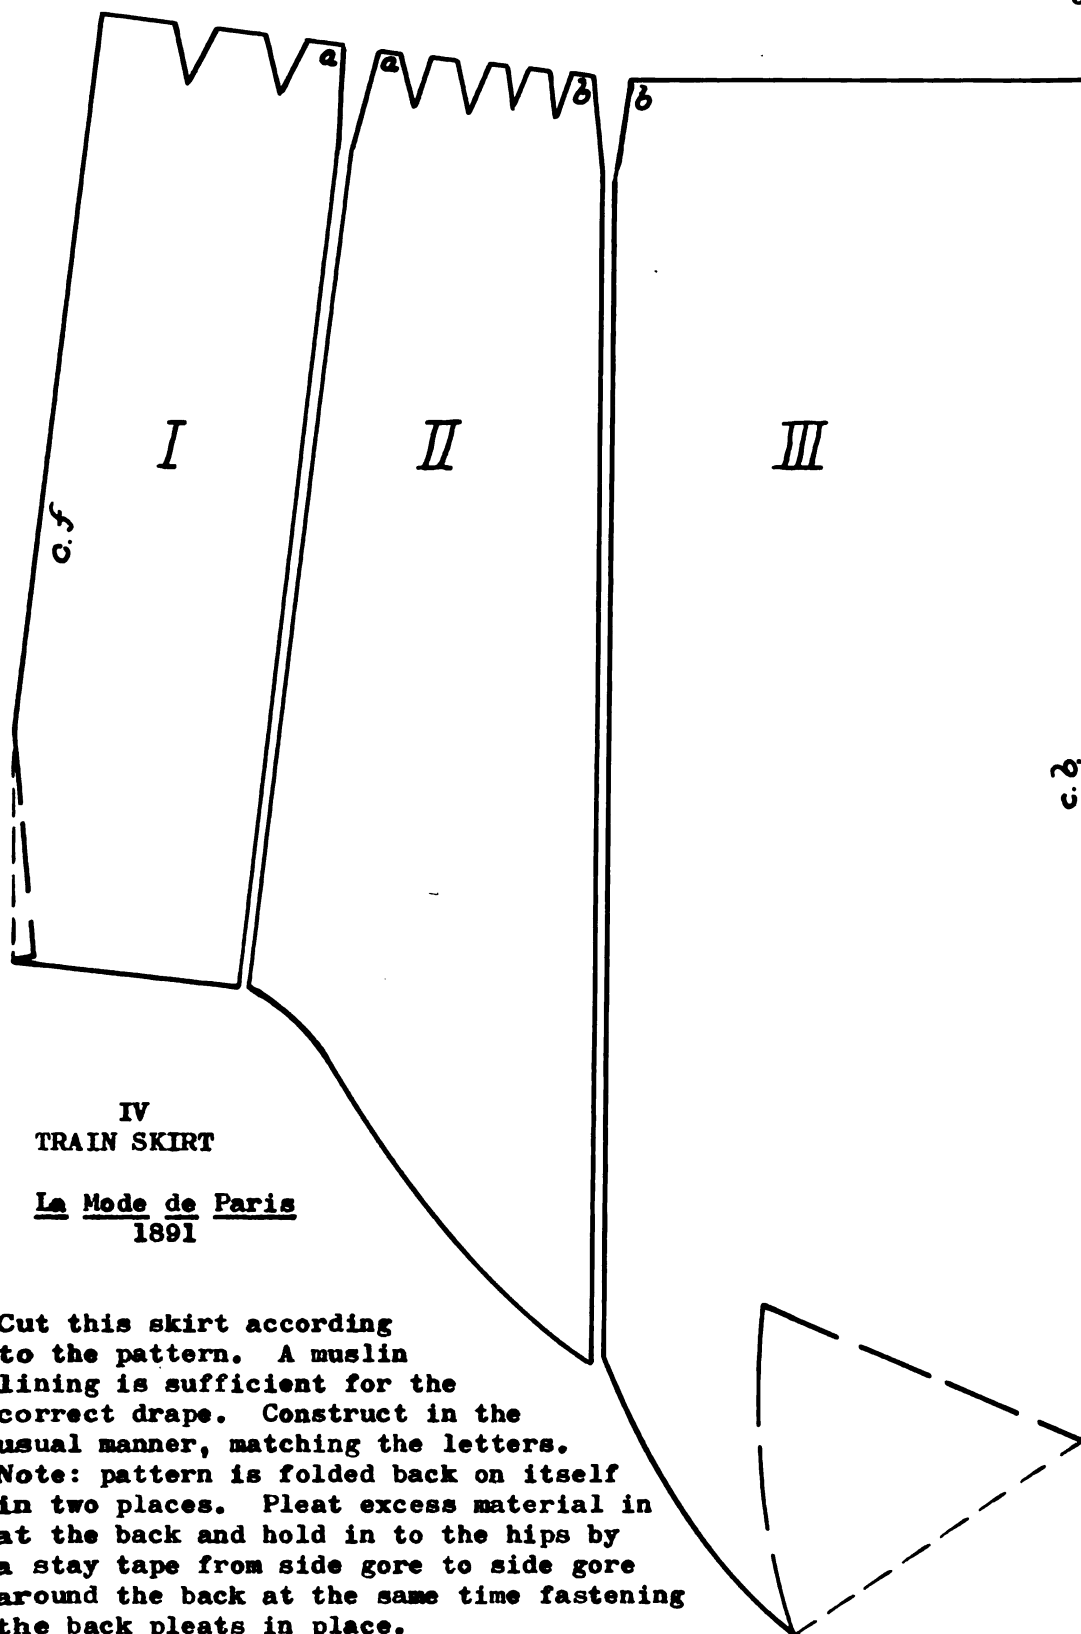 a
a
b
b
I
II
III
c.f
c.b.
IV
TRAIN SKIRT
La Mode de Paris
1891
Cut this skirt according
to the pattern. A muslin
lining is sufficient for the
correct drape. Construct in the
usual manner, matching the letters.
Note: pattern is folded back on itself
in two places. Pleat excess material in
at the back and hold in to the hips by
a stay tape from side gore to side gore
around the back at the same time fastening
the back pleats in place.